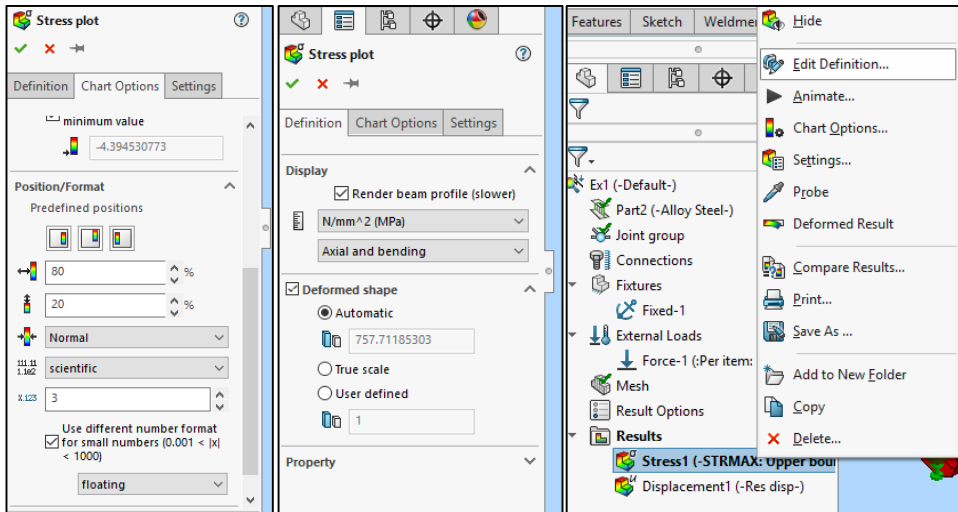 Stress plot
Definition
Chart Options
Settings
minimum value
-4.394530773
Position/Format
Predefined positions
80
%
20
%
Normal
111.11
1.1e2
scientific
X.123
3
Use different number format
for small numbers (0.001 < |x|
< 1000)
floating
Stress plot
Definition
Chart Options
Settings
Display
Render beam profile (slower)
N/mm^2 (MPa)
Axial and bending
Deformed shape
Automatic
757.71185303
True scale
User defined
1
Property
Features
Sketch
Weldme
Ex1 (-Default-)
Part2 (-Alloy Steel-)
Joint group
Connections
Fixtures
Fixed-1
External Loads
Force-1 (:Per item:
Mesh
Result Options
Results
Stress1 (-STRMAX: Upper bou
Displacement1 (-Res disp-)
Hide
Edit Definition...
Animate...
Chart Options...
Settings...
Probe
Deformed Result
Compare Results...
Print...
Save As ...
Add to New Folder
Copy
Delete...